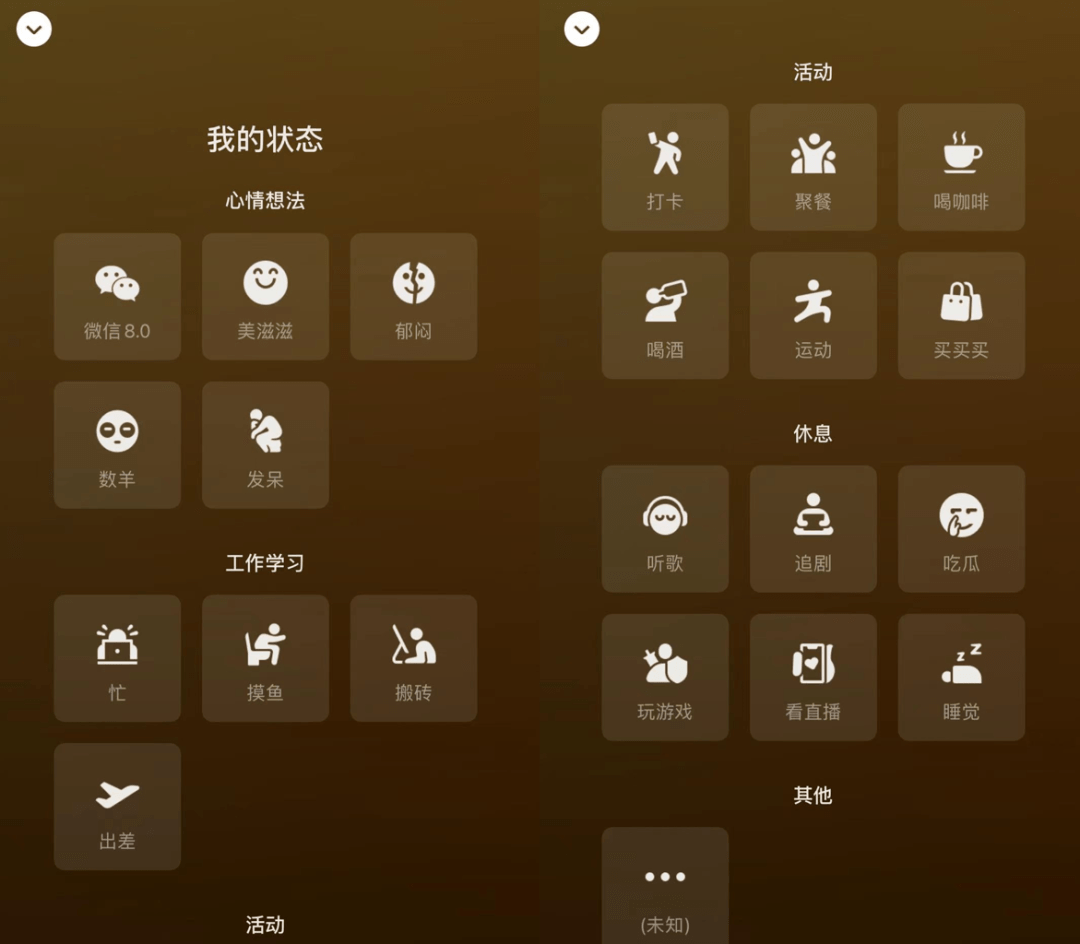 我的状态
心情想法
微信8.0 美滋滋 郁闷
数羊 发呆
工作学习
忙 摸鱼 搬砖
出差
活动
活动
打卡 聚餐 喝咖啡
喝酒 运动 买买买
休息
听歌 追剧 吃瓜
玩游戏 看直播 睡觉
z z
其他
(未知)